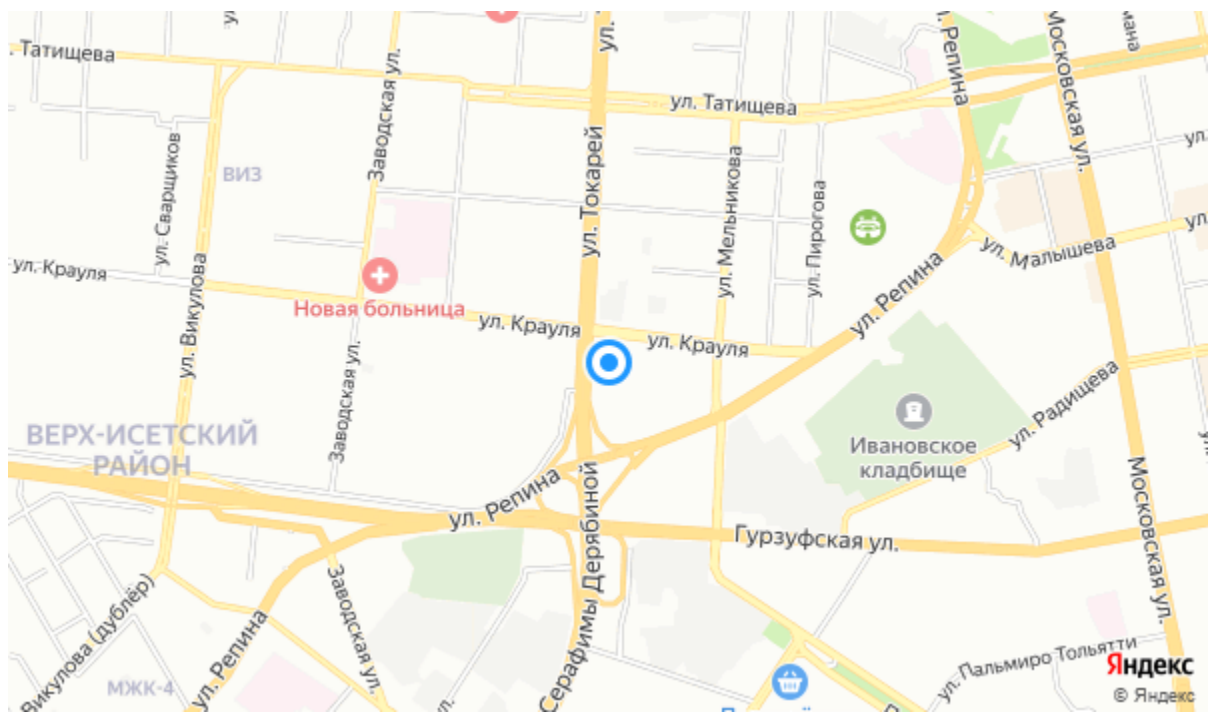 ул. Татищева
Заводская ул.
ул.
ул. Репина
Московская ул.
ул. Татищева
ул. Сварщиков
ВИЗ
ул. Токарей
ул. Мельникова
ул. Пирогова
ул.
ул.
ул. Малышева
ул. Крауля
ул. Викулова
Новая больница
ул. Крауля
ул. Крауля
ул. Репина
Заводская ул.
ул. Радищева
ВЕРХ-ИСЕТСКИЙ
РАЙОН
Ивановское
кладбище
ул. Репина
Гурзуфская ул.
Московская ул.
Викулова (дублёр)
ул. Репина
Заводская ул.
Серафимы Дерябиной
МЖК-4
ул. Пальмиро Тольятти
Яндекс
© Яндекс